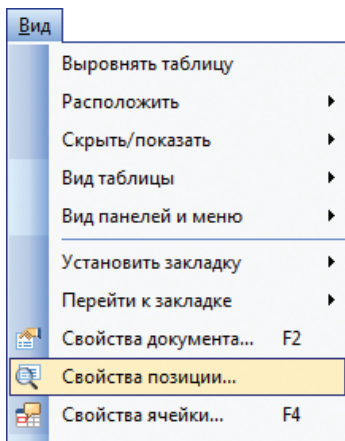 Вид
Выровнять таблицу
Расположить
Скрыть/показать
Вид таблицы
Вид панелей и меню
Установить закладку
Перейти к закладке
Свойства документа... F2
Свойства позиции...
Свойства ячейки... F4